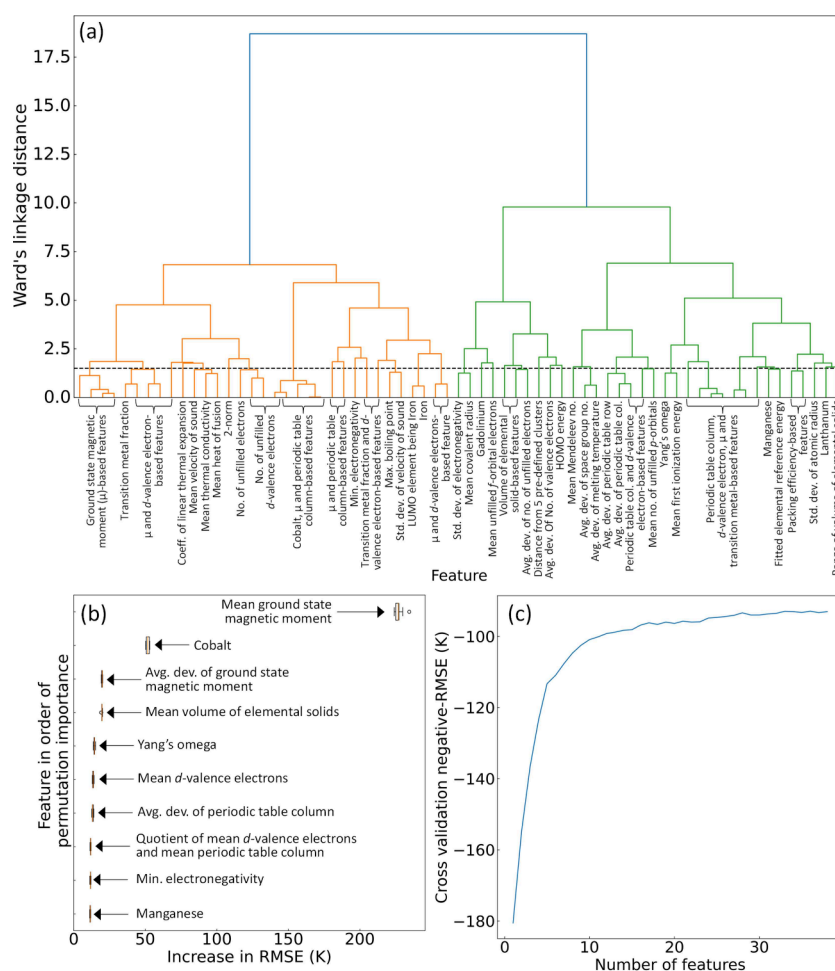 (a)
17.5
15.0
12.5
10.0
7.5
5.0
2.5
0.0
Ward's linkage distance
Ground state magnetic
moment (μ)-based features
Transition metal fraction
μ and d-valence electron-
based features
Coeff. of linear thermal expansion
Mean velocity of sound
Mean thermal conductivity
Mean heat of fusion
2-norm
No. of unfilled electrons
No. of unfilled
d-valence electrons
Cobalt, μ and periodic table
column-based features
μ and periodic table
column-based features
Min. electronegativity
Transition metal fraction and d-
valence electron-based features
Max. boiling point
Std. dev. of velocity of sound
LUMO element being Iron
Iron
μ and d-valence electrons-
based feature
Std. dev. of electronegativity
Mean covalent radius
Gadolinium
Mean unfilled f-orbital electrons
Volume of elemental
solid-based features
Avg. dev. of no. of unfilled electrons
Distance from 5 pre-defined clusters
Avg. dev. Of No. of valence electrons
HOMO energy
Mean Mendeleev no.
Avg. dev. of space group no.
Avg. dev. of melting temperature
Avg. dev. of periodic table row
Avg. dev. of periodic table col.
Periodic table col. and d-valence
electron-based features
Mean no. of unfilled p-orbitals
Yang's omega
Mean first ionization energy
Periodic table column,
d-valence electron, μ and
transition metal-based features
Manganese
Fitted elemental reference energy
Packing efficiency-based
features
Std. dev. of atomic radius
Lanthanum
Feature
(b)
Mean ground state
magnetic moment
Cobalt
Avg. dev. of ground state
magnetic moment
Mean volume of elemental solids
Yang's omega
Mean d-valence electrons
Avg. dev. of periodic table column
Quotient of mean d-valence electrons
and mean periodic table column
Min. electronegativity
Manganese
Feature in order of
permutation importance
0 50 100 150 200
Increase in RMSE (K)
(c)
−100
−120
−140
−160
−180
Cross validation negative-RMSE (K)
0 10 20 30
Number of features